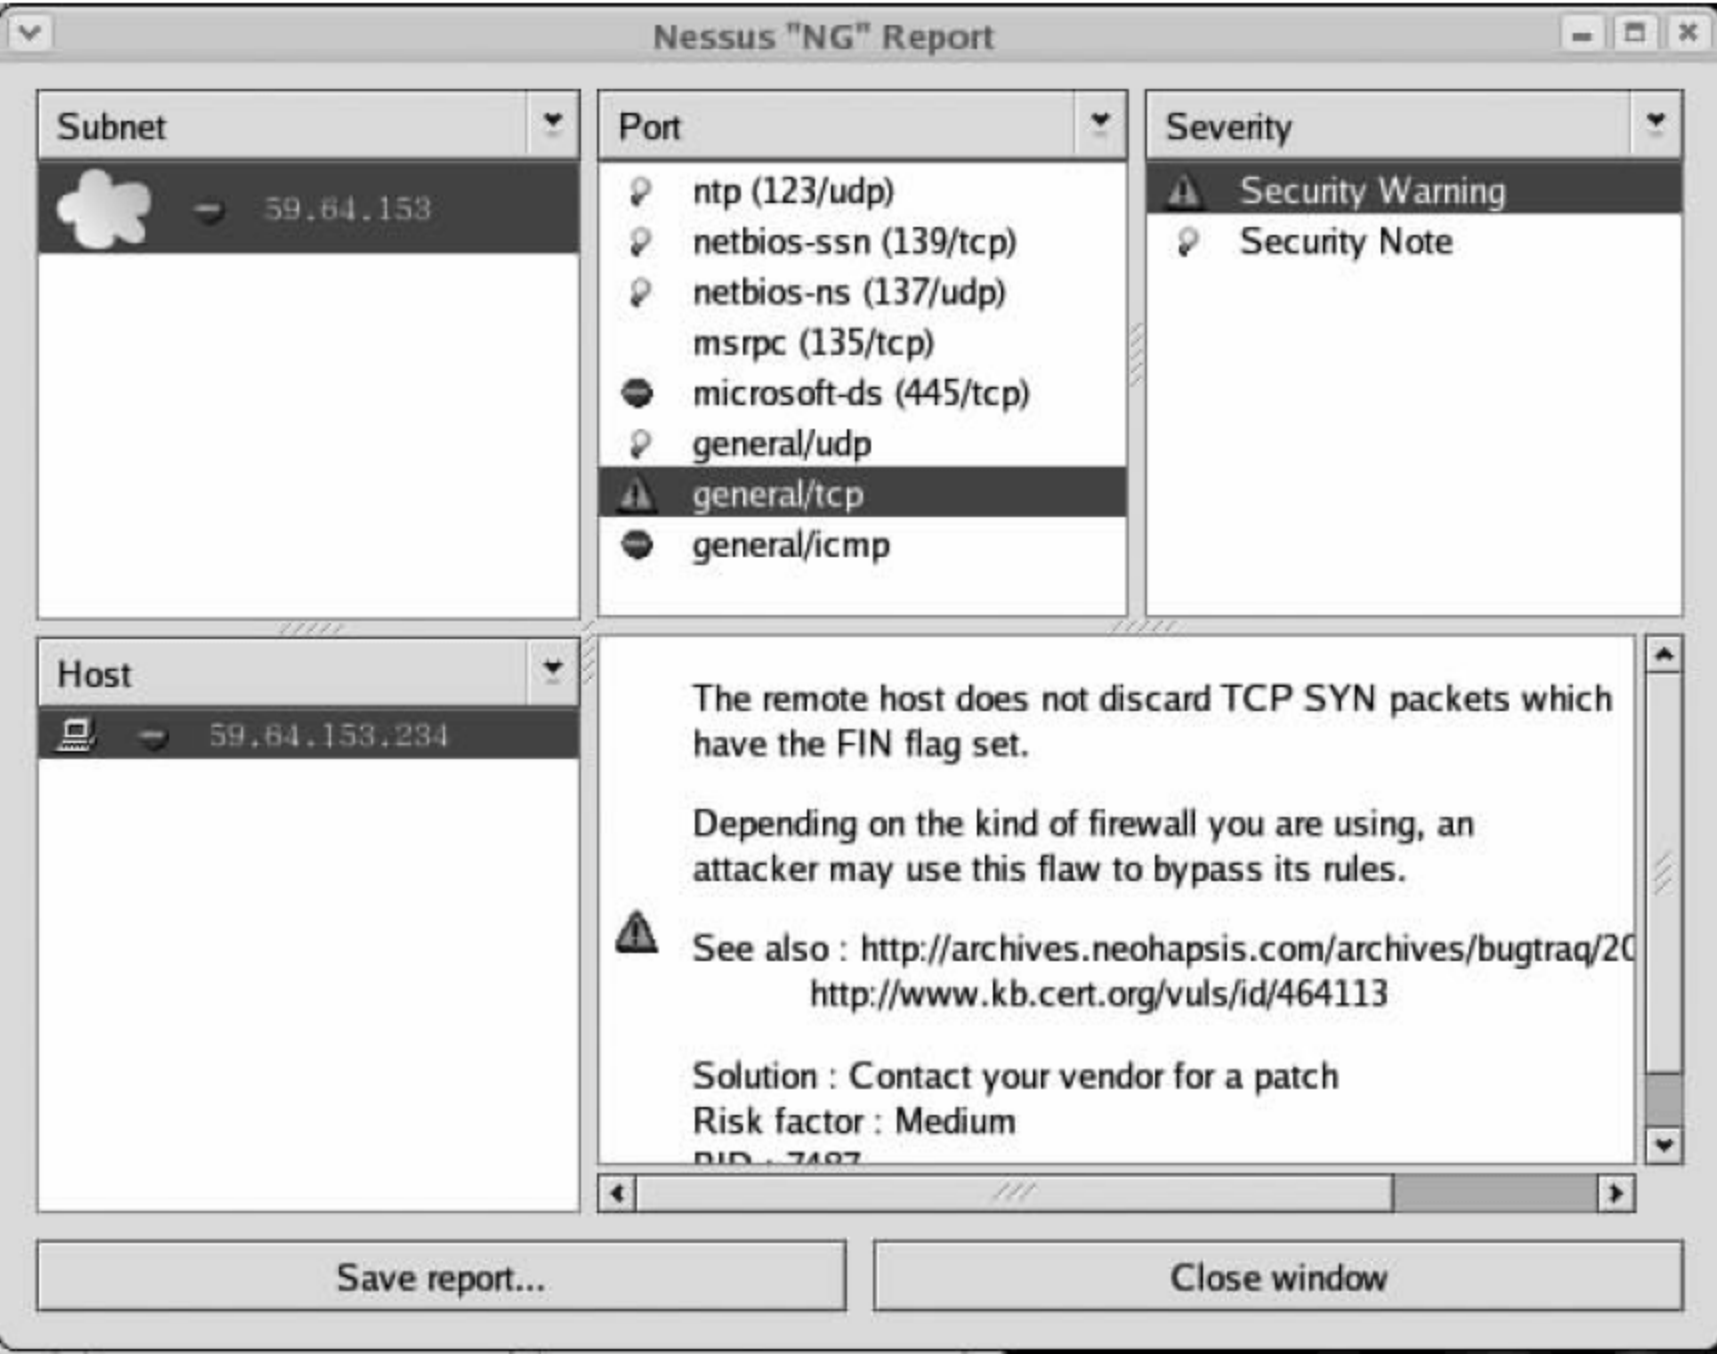 Nessus "NG" Report
Subnet
59.64.153
Port
ntp (123/udp)
netbios-ssn (139/tcp)
netbios-ns (137/udp)
msrpc (135/tcp)
microsoft-ds (445/tcp)
general/udp
general/tcp
general/icmp
Severity
Security Warning
Security Note
Host
59.64.153.234
The remote host does not discard TCP SYN packets which
have the FIN flag set.
Depending on the kind of firewall you are using, an
attacker may use this flaw to bypass its rules.
See also : http://archives.neohapsis.com/archives/bugtraq/20
http://www.kb.cert.org/vuls/id/464113
Solution : Contact your vendor for a patch
Risk factor : Medium
BID : 7487
Save report...
Close window